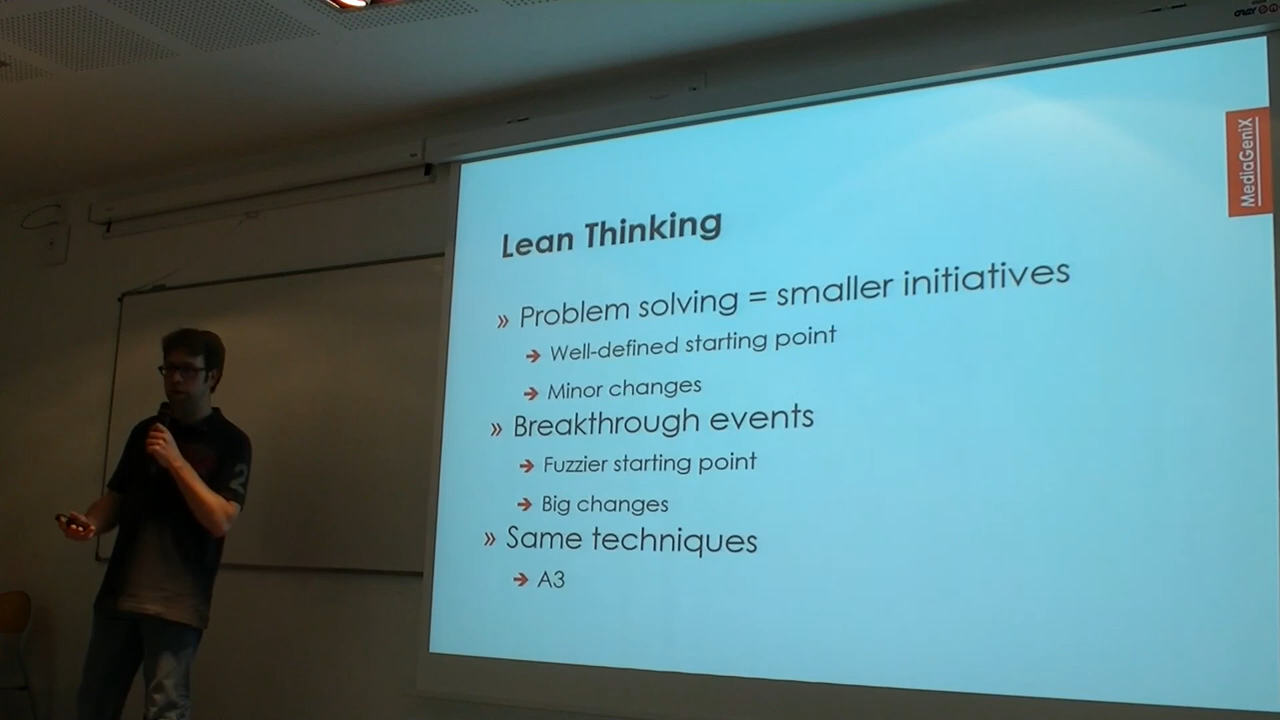 MediaGeniX
Lean Thinking
» Problem solving = smaller initiatives
➔ Well-defined starting point
➔ Minor changes
» Breakthrough events
➔ Fuzzier starting point
➔ Big changes
» Same techniques
➔ A3
2